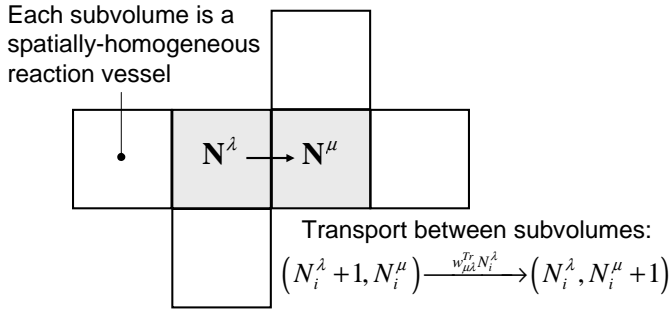 Each subvolume is a
spatially-homogeneous
reaction vessel
N^λ → N^μ
Transport between subvolumes:
(N_i^λ +1, N_i^μ) —w_{μλ}^{Tr} N_i^λ→ (N_i^λ, N_i^μ +1)